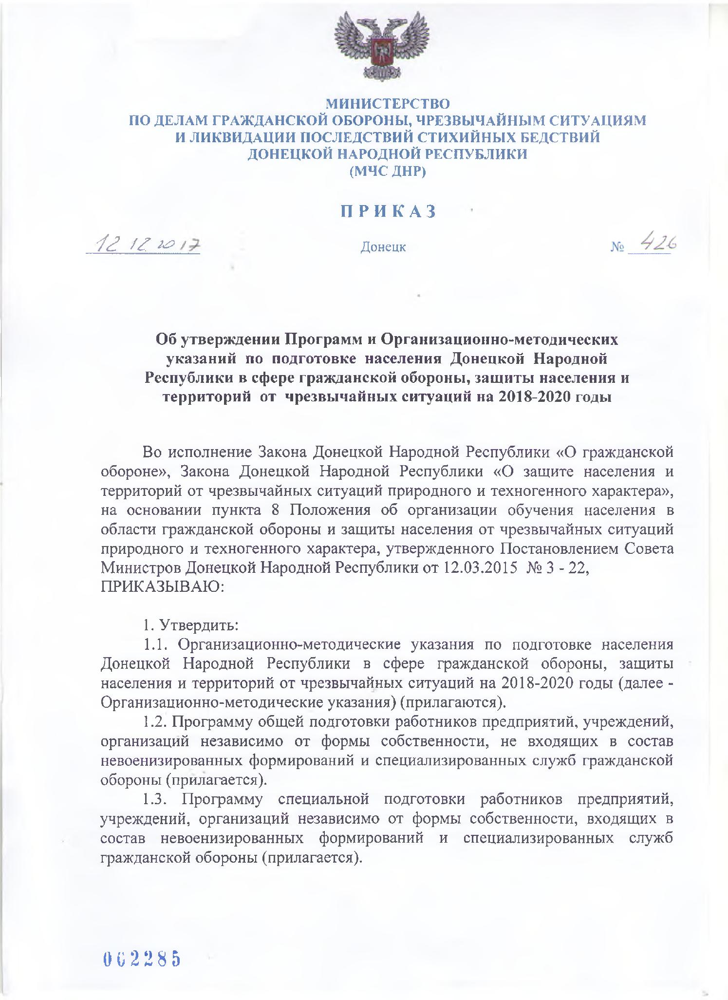 МИНИСТЕРСТВО
ПО ДЕЛАМ ГРАЖДАНСКОЙ ОБОРОНЫ, ЧРЕЗВЫЧАЙНЫМ СИТУАЦИЯМ
И ЛИКВИДАЦИИ ПОСЛЕДСТВИЙ СТИХИЙНЫХ БЕДСТВИЙ
ДОНЕЦКОЙ НАРОДНОЙ РЕСПУБЛИКИ
(МЧС ДНР)
П Р И К А З
12 12 2017 Донецк № 426
Об утверждении Программ и Организационно-методических
указаний по подготовке населения Донецкой Народной
Республики в сфере гражданской обороны, защиты населения и
территорий от чрезвычайных ситуаций на 2018-2020 годы
Во исполнение Закона Донецкой Народной Республики «О гражданской
обороне», Закона Донецкой Народной Республики «О защите населения и
территорий от чрезвычайных ситуаций природного и техногенного характера»,
на основании пункта 8 Положения об организации обучения населения в
области гражданской обороны и защиты населения от чрезвычайных ситуаций
природного и техногенного характера, утвержденного Постановлением Совета
Министров Донецкой Народной Республики от 12.03.2015 № 3 - 22,
ПРИКАЗЫВАЮ:
1. Утвердить:
1.1. Организационно-методические указания по подготовке населения
Донецкой Народной Республики в сфере гражданской обороны, защиты
населения и территорий от чрезвычайных ситуаций на 2018-2020 годы (далее -
Организационно-методические указания) (прилагаются).
1.2. Программу общей подготовки работников предприятий, учреждений,
организаций независимо от формы собственности, не входящих в состав
невоенизированных формирований и специализированных служб гражданской
обороны (прилагается).
1.3. Программу специальной подготовки работников предприятий,
учреждений, организаций независимо от формы собственности, входящих в
состав невоенизированных формирований и специализированных служб
гражданской обороны (прилагается).
002285